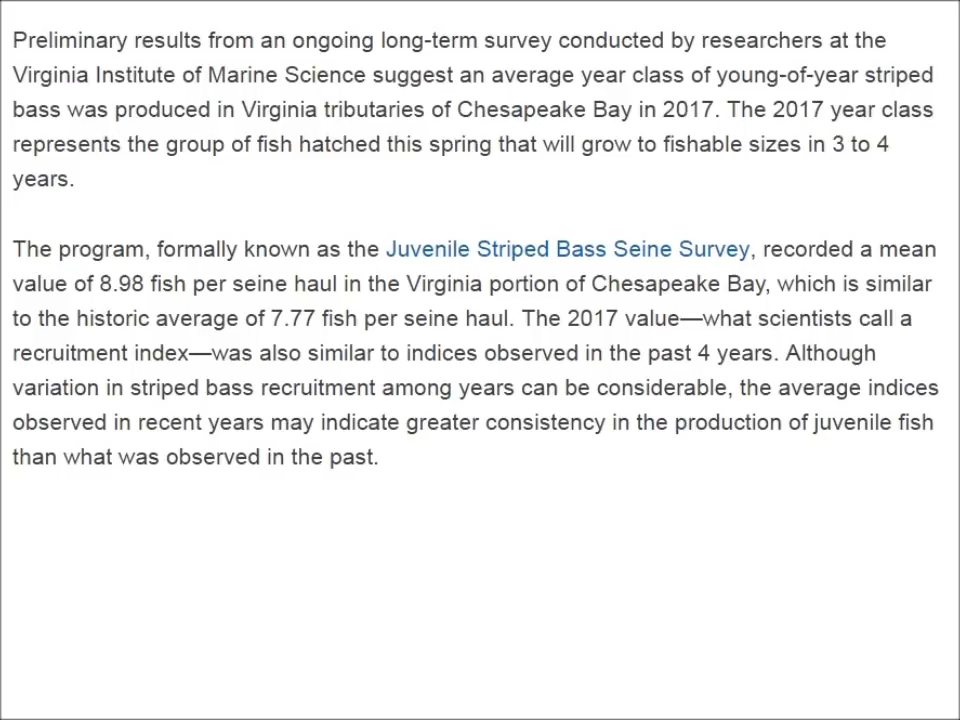 Preliminary results from an ongoing long-term survey conducted by researchers at the
Virginia Institute of Marine Science suggest an average year class of young-of-year striped
bass was produced in Virginia tributaries of Chesapeake Bay in 2017. The 2017 year class
represents the group of fish hatched this spring that will grow to fishable sizes in 3 to 4
years.
The program, formally known as the Juvenile Striped Bass Seine Survey, recorded a mean
value of 8.98 fish per seine haul in the Virginia portion of Chesapeake Bay, which is similar
to the historic average of 7.77 fish per seine haul. The 2017 value—what scientists call a
recruitment index—was also similar to indices observed in the past 4 years. Although
variation in striped bass recruitment among years can be considerable, the average indices
observed in recent years may indicate greater consistency in the production of juvenile fish
than what was observed in the past.